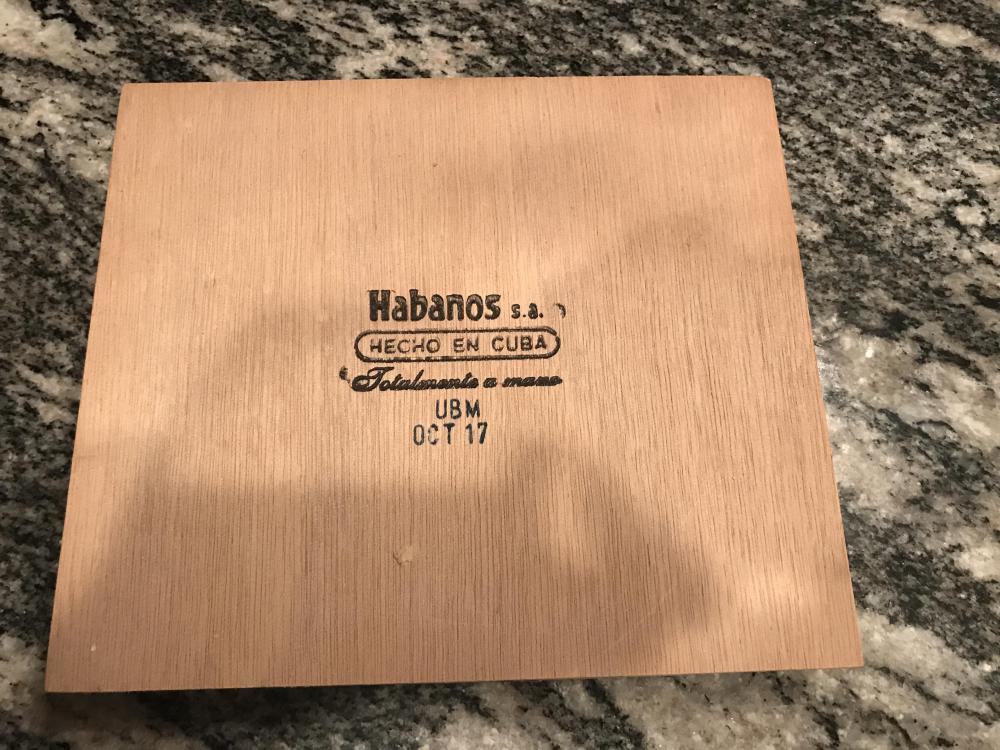 Habanos s.a.
HECHO EN CUBA
Totalmente a mano
UBM
OCT 17